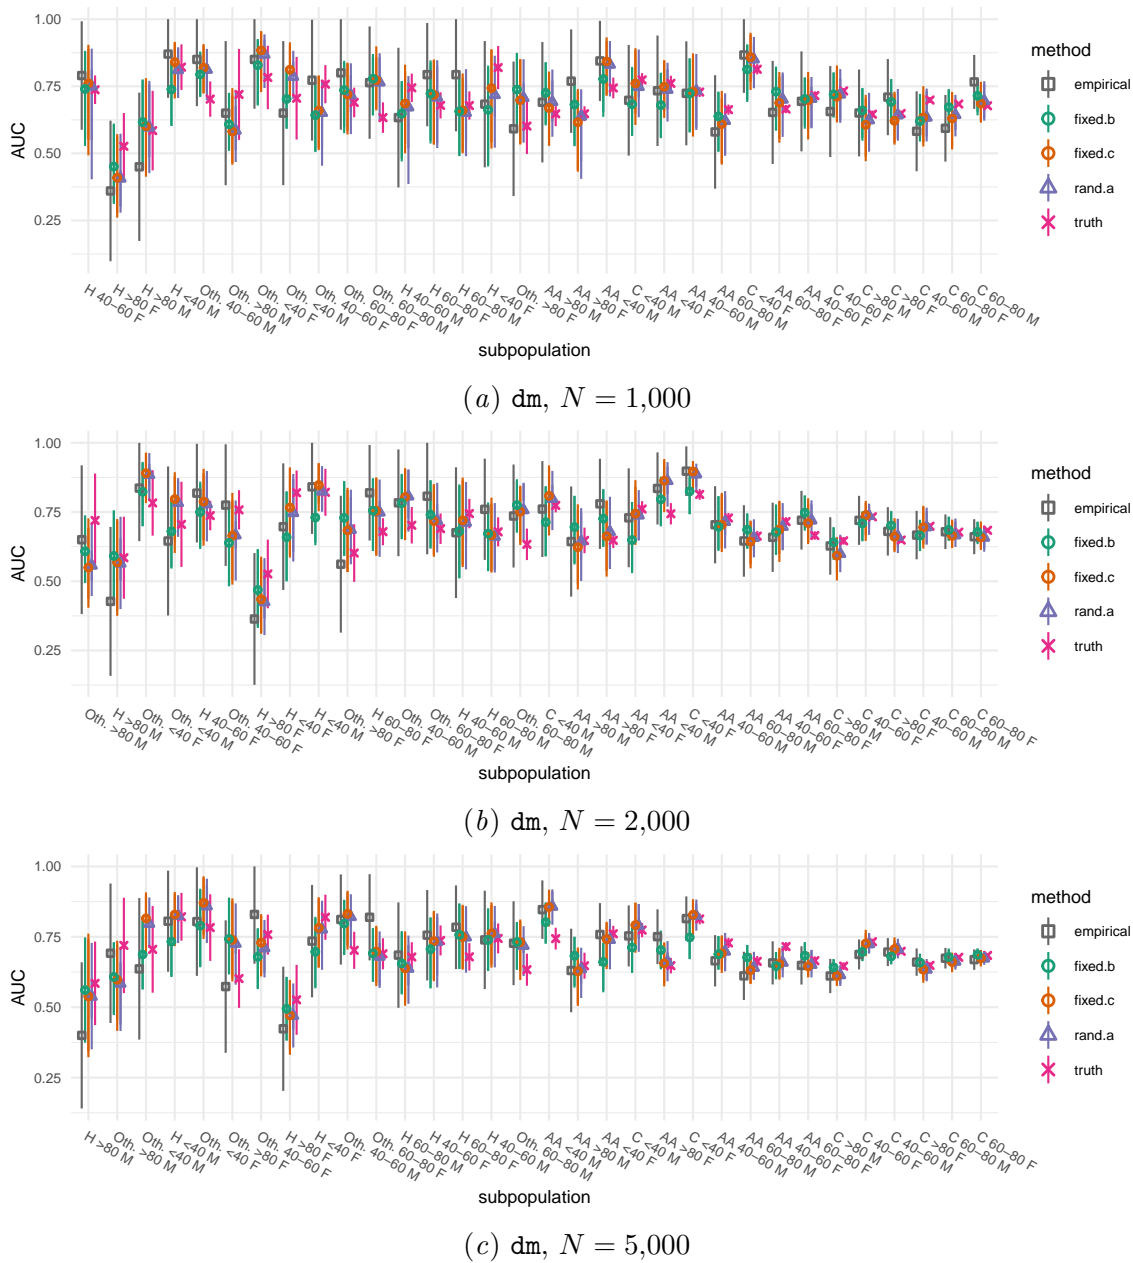 1.00
0.75
0.50
0.25
AUC
H 40−60 F
H >80 F
H >80 M
H <40 M
Oth. 40−60 M
Oth. >80 M
Oth. <40 F
Oth. <40 M
Oth. 40−60 F
Oth. 60−80 F
Oth. 60−80 M
H 40−60 M
H 60−80 F
H 60−80 M
H <40 F
Oth. >80 F
AA >80 M
AA >80 F
AA <40 M
C <40 M
AA <40 F
AA 40−60 M
AA 60−80 M
C <40 F
AA 60−80 F
AA 40−60 F
C 40−60 F
C >80 M
C >80 F
C 40−60 M
C 60−80 F
C 60−80 M
subpopulation
method
empirical
fixed.b
fixed.c
rand.a
truth
(a) dm, N = 1,000
1.00
0.75
0.50
0.25
AUC
Oth. >80 M
H >80 M
Oth. <40 F
Oth. <40 M
H 40−60 F
Oth. 40−60 F
H >80 F
H <40 F
H <40 M
Oth. >80 F
H 60−80 F
Oth. 40−60 M
Oth. 60−80 F
H 40−60 M
H 60−80 M
Oth. 60−80 M
C <40 M
AA >80 M
AA >80 F
AA <40 F
AA <40 M
C <40 F
AA 40−60 M
AA 60−80 M
AA 40−60 F
AA 60−80 F
C >80 M
C 40−60 F
C >80 F
C 40−60 M
C 60−80 M
C 60−80 F
subpopulation
method
empirical
fixed.b
fixed.c
rand.a
truth
(b) dm, N = 2,000
1.00
0.75
0.50
0.25
AUC
H >80 M
Oth. >80 M
Oth. <40 M
H <40 M
Oth. <40 F
Oth. >80 F
Oth. 40−60 F
H >80 F
H <40 F
Oth. 40−60 M
Oth. 60−80 F
H 60−80 M
H 40−60 F
H 60−80 F
H 40−60 M
Oth. 60−80 M
AA <40 M
AA >80 M
AA <40 F
C <40 M
AA >80 F
C <40 F
AA 40−60 M
AA 60−80 M
AA 40−60 F
AA 60−80 F
C >80 M
C 40−60 F
C 40−60 M
C >80 F
C 60−80 M
C 60−80 F
subpopulation
method
empirical
fixed.b
fixed.c
rand.a
truth
(c) dm, N = 5,000